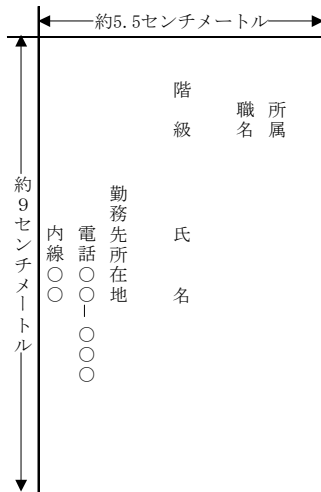 約5.5センチメートル
約9センチメートル
所属
職名
階級 氏名
勤務先所在地
電話○○―○○○
内線○○